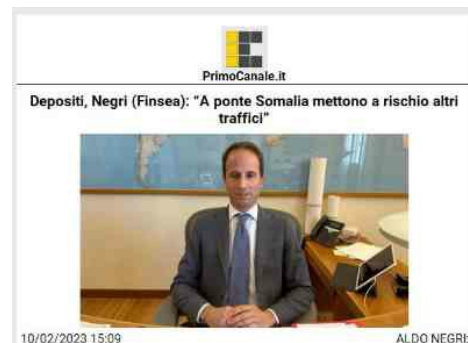 PrimoCanale.it
Depositi, Negri (Finsea): “A ponte Somalia mettono a rischio altri
traffici”
10/02/2023 15:09
ALDO NEGRI